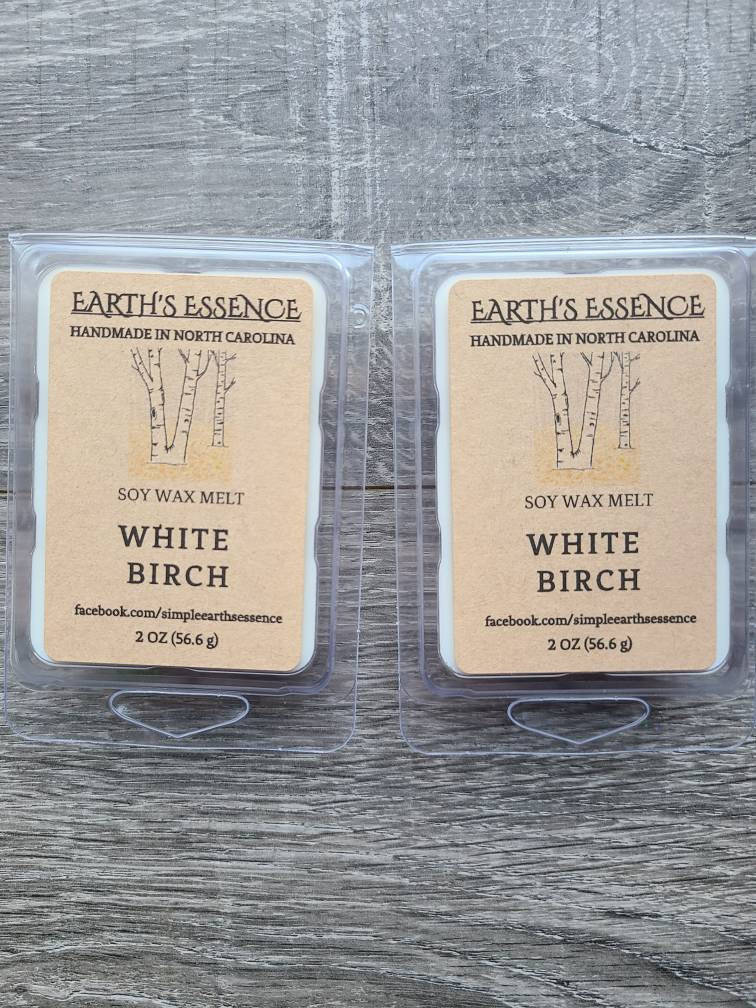 EARTH'S ESSENCE
HANDMADE IN NORTH CAROLINA
SOY WAX MELT
WHITE
BIRCH
facebook.com/simpleearthsessence
2 OZ (56.6 g)
EARTH'S ESSENCE
HANDMADE IN NORTH CAROLINA
SOY WAX MELT
WHITE
BIRCH
facebook.com/simpleearthsessence
2 OZ (56.6 g)